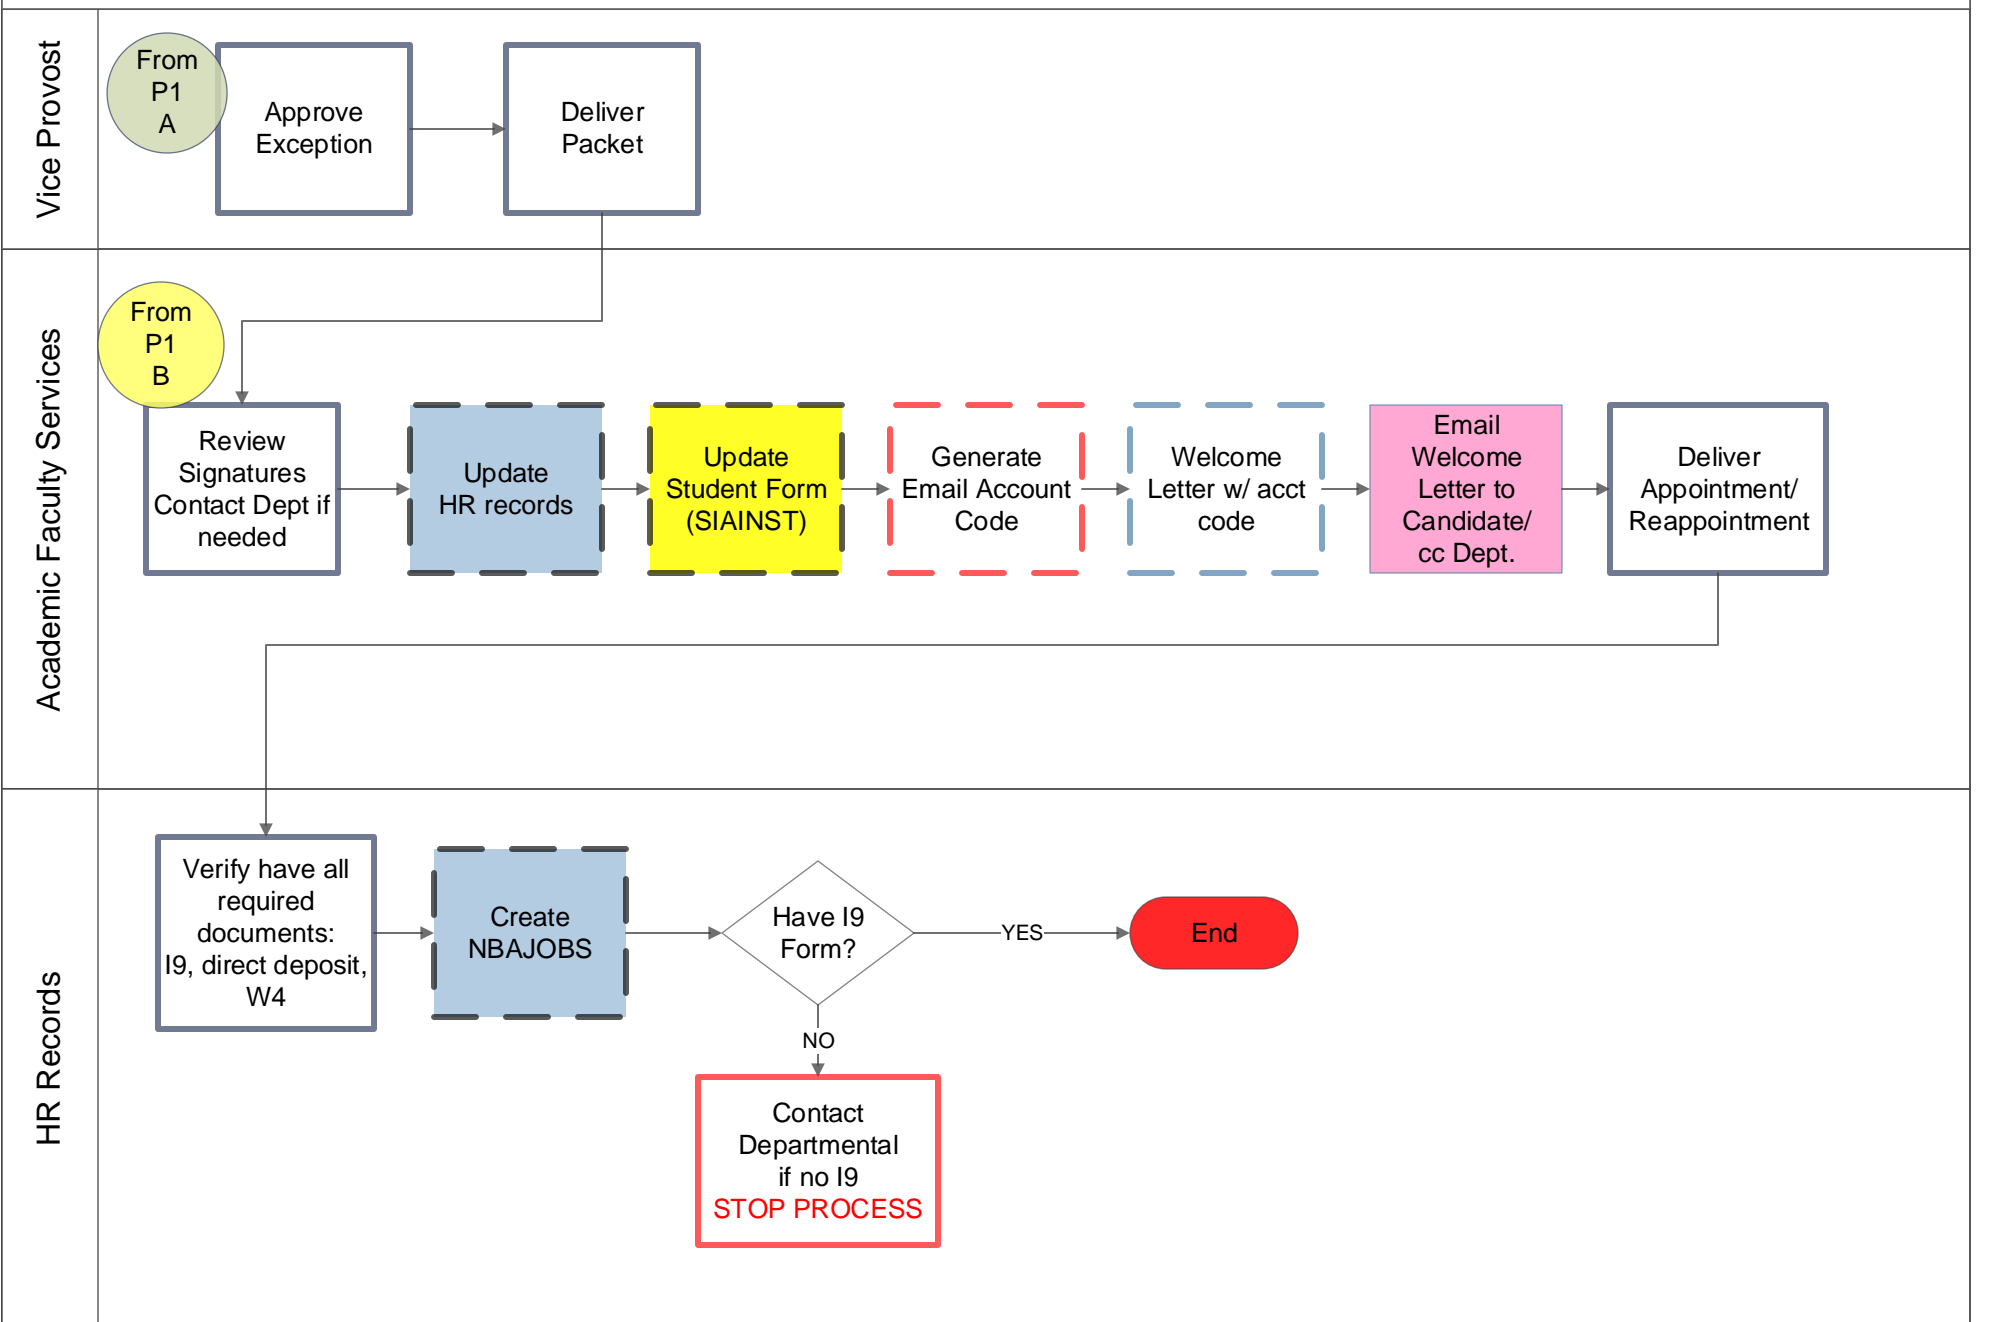 Vice Provost
From
P1
A
Approve
Exception
Deliver
Packet
Academic Faculty Services
From
P1
B
Review
Signatures
Contact Dept if
needed
Update
HR records
Update
Student Form
(SIAINST)
Generate
Email Account
Code
Welcome
Letter w/ acct
code
Email
Welcome
Letter to
Candidate/
cc Dept.
Deliver
Appointment/
Reappointment
HR Records
Verify have all
required
documents:
I9, direct deposit,
W4
Create
NBAJOBS
Have I9
Form?
YES
End
NO
Contact
Departmental
if no I9
STOP PROCESS